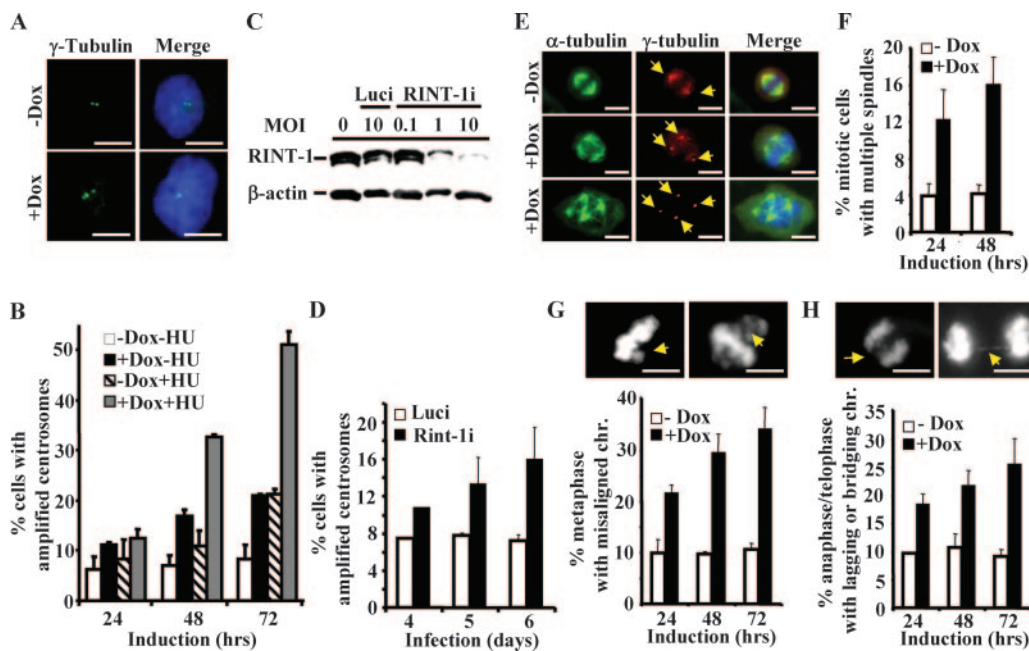 A
γ-Tubulin Merge
-Dox
+Dox
B
% cells with
amplified centrosomes
50
40
30
20
10
0
-Dox-HU
+Dox-HU
-Dox+HU
+Dox+HU
24 48 72
Induction (hrs)
C
Luci RINT-1i
MOI 0 10 0.1 1 10
RINT-1
β-actin
D
% cells with
amplified centrosomes
16
12
8
4
0
Luci
Rint-1i
4 5 6
Infection (days)
E
α-tubulin γ-tubulin Merge
-Dox
+Dox
+Dox
F
% mitotic cells
with multiple spindles
20
16
12
8
4
0
- Dox
+Dox
24 48
Induction (hrs)
G
% metaphase
with misaligned chr.
40
30
20
10
0
- Dox
+Dox
24 48 72
Induction (hrs)
H
% anaphase/telophase
with lagging or bridging chr.
35
30
25
20
15
10
5
0
- Dox
+Dox
24 48 72
Induction (hrs)